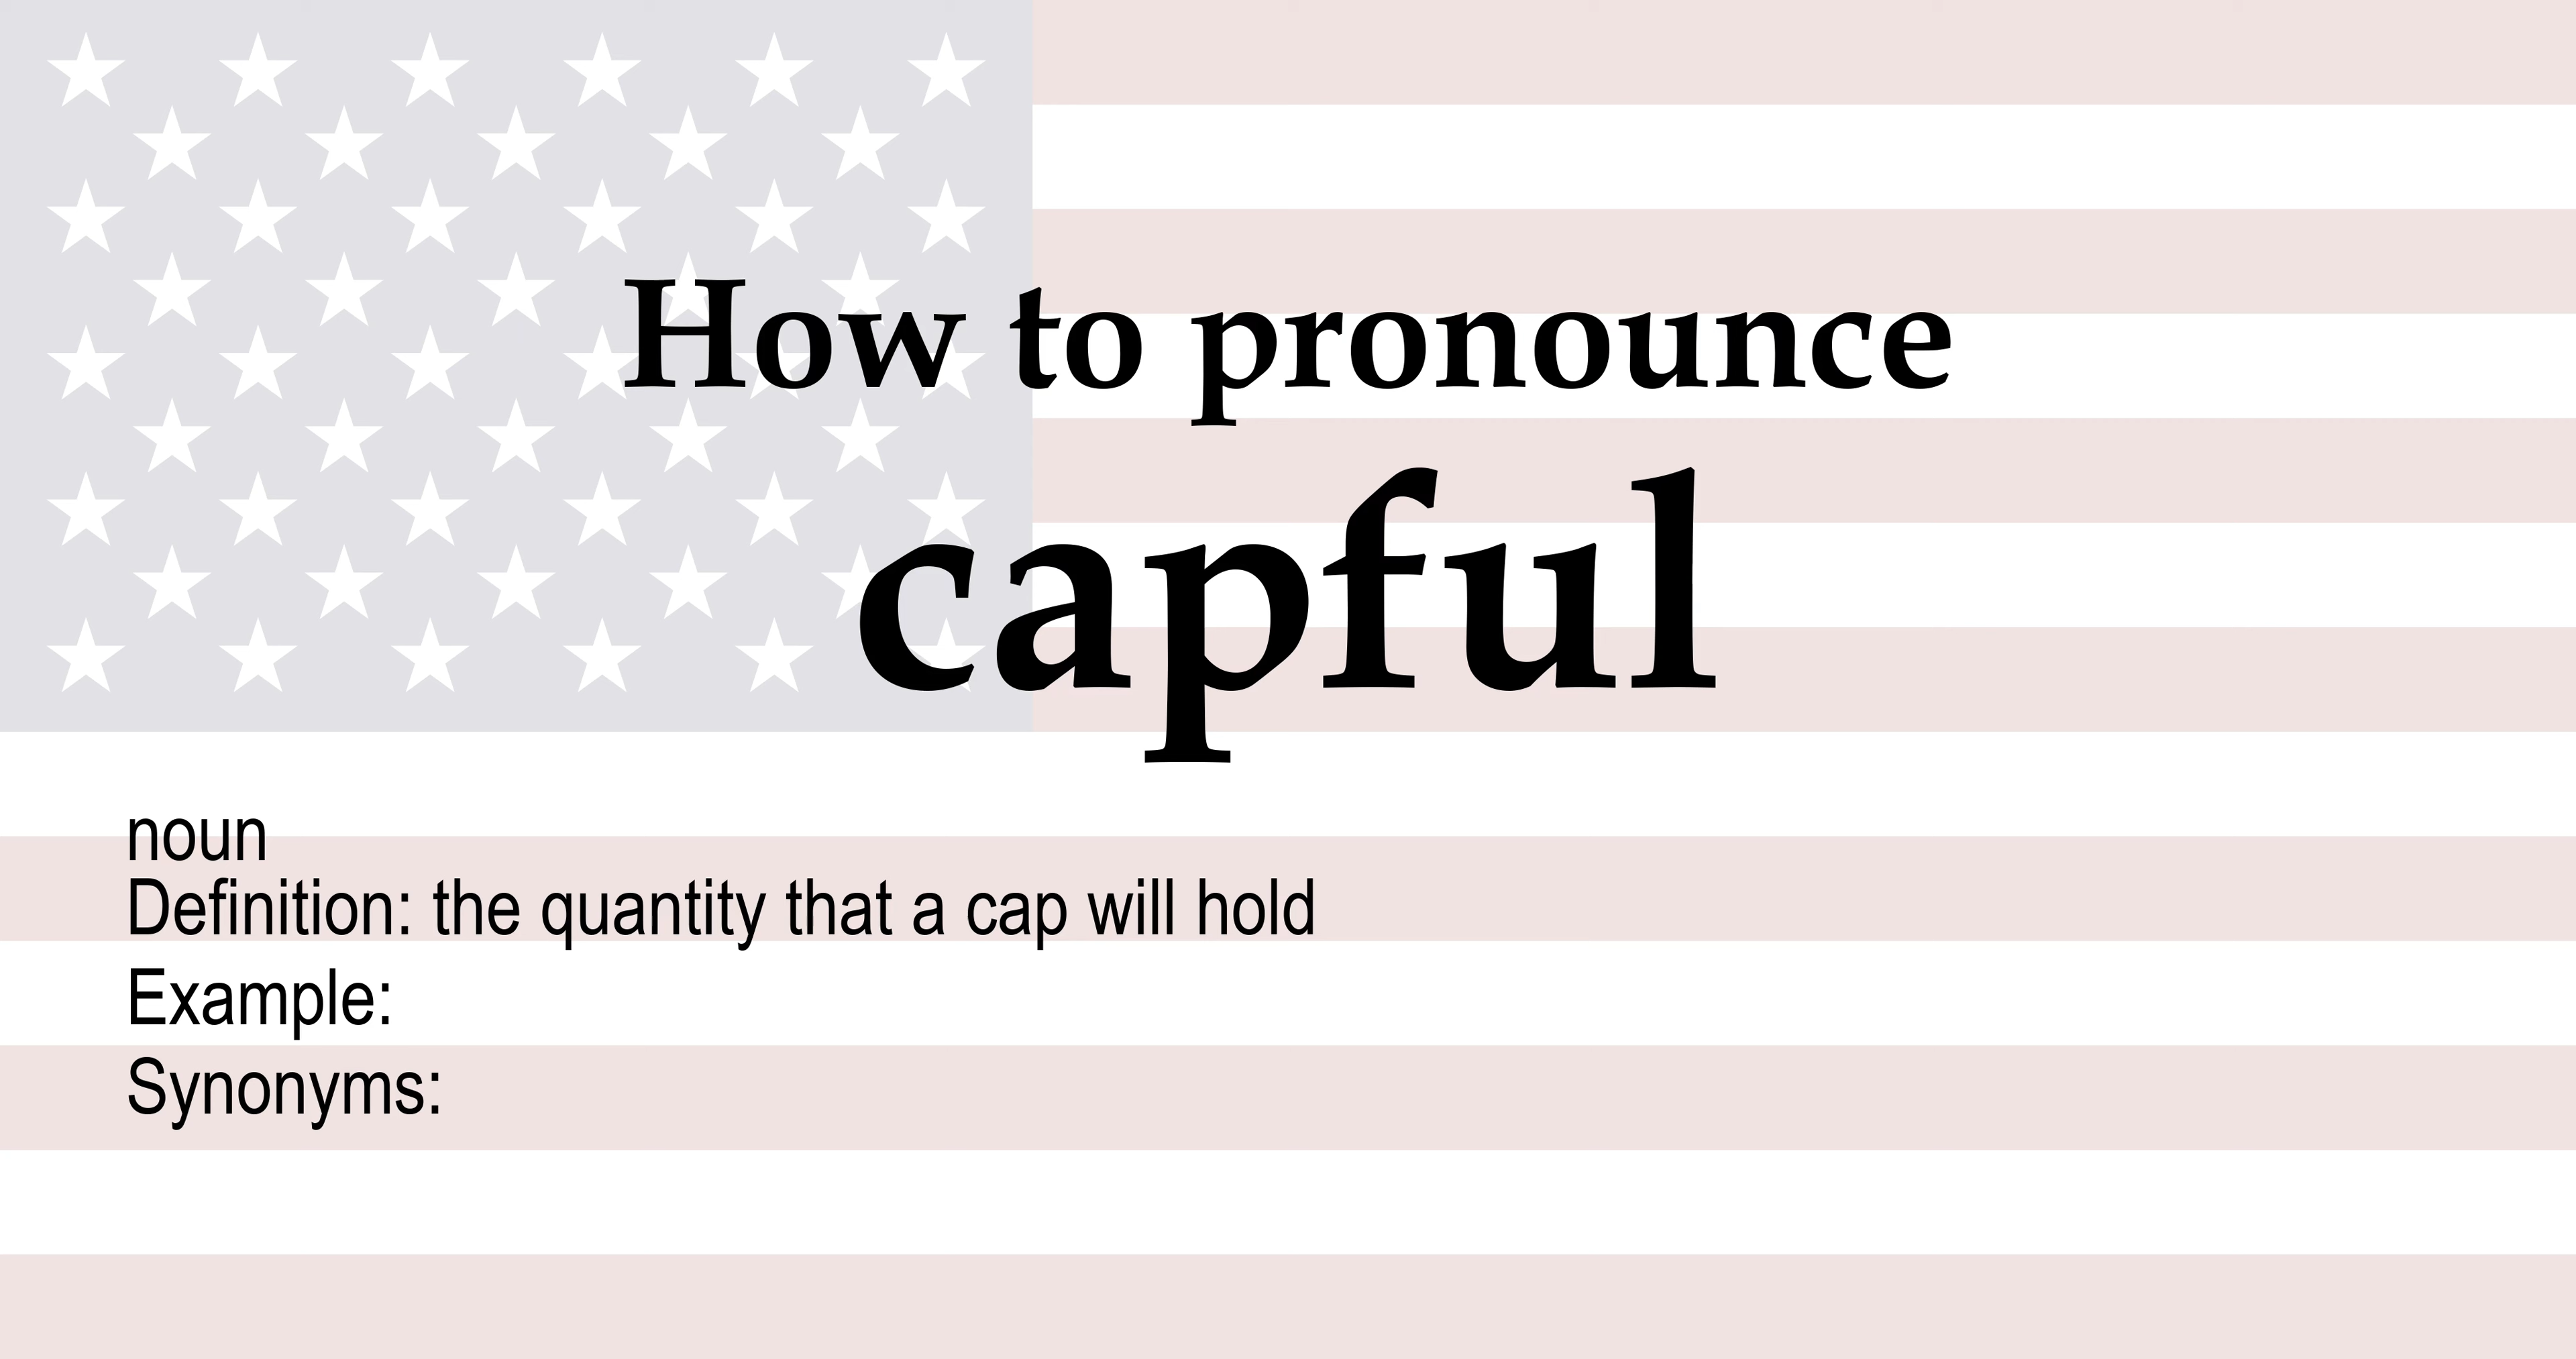 How to pronounce
capful
noun
Definition: the quantity that a cap will hold
Example:
Synonyms: